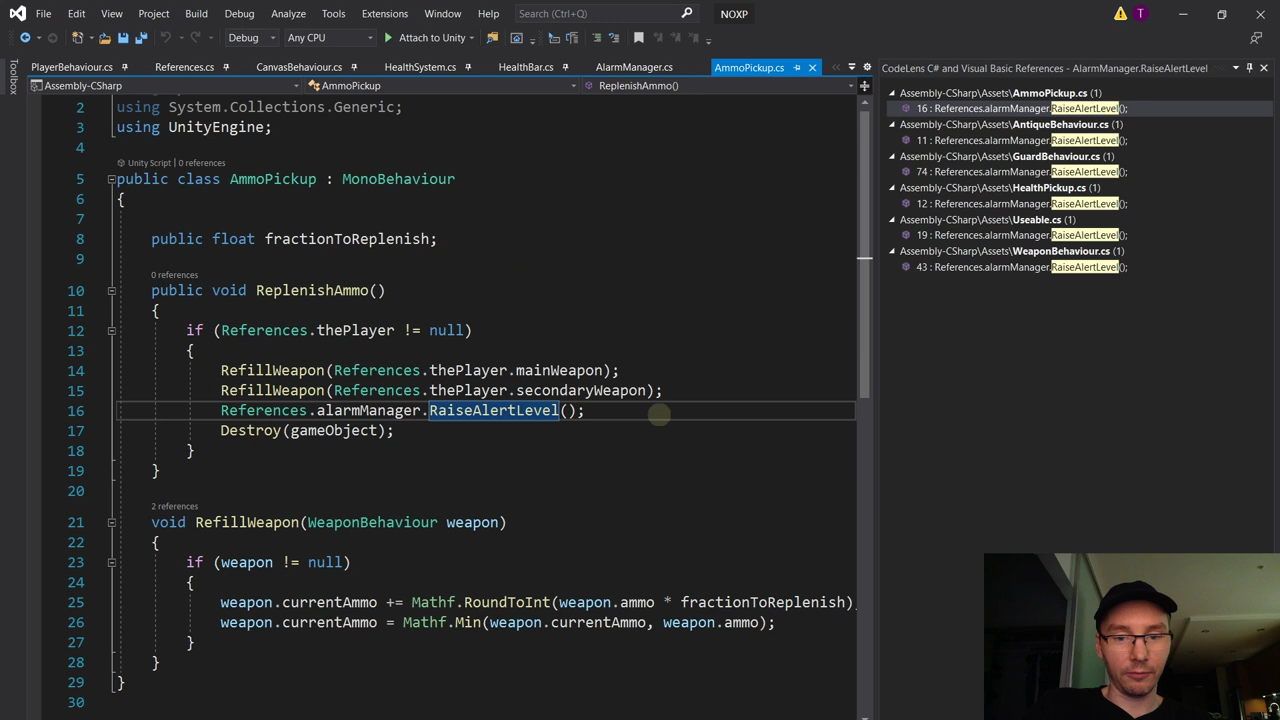 File Edit View Project Build Debug Analyze Tools Extensions Window Help Search (Ctrl+Q) NOXP T
Debug Any CPU Attach to Unity
Toolbox
PlayerBehaviour.cs References.cs CanvasBehaviour.cs HealthSystem.cs HealthBar.cs AlarmManager.cs AmmoPickup.cs
Assembly-CSharp AmmoPickup ReplenishAmmo()
2 using System.Collections.Generic;
3 using UnityEngine;
4
Unity Script | 0 references
5 public class AmmoPickup : MonoBehaviour
6 {
7
8 public float fractionToReplenish;
9
0 references
10 public void ReplenishAmmo()
11 {
12 if (References.thePlayer != null)
13 {
14 RefillWeapon(References.thePlayer.mainWeapon);
15 RefillWeapon(References.thePlayer.secondaryWeapon);
16 References.alarmManager.RaiseAlertLevel();
17 Destroy(gameObject);
18 }
19 }
20
2 references
21 void RefillWeapon(WeaponBehaviour weapon)
22 {
23 if (weapon != null)
24 {
25 weapon.currentAmmo += Mathf.RoundToInt(weapon.ammo * fractionToReplenish)
26 weapon.currentAmmo = Mathf.Min(weapon.currentAmmo, weapon.ammo);
27 }
28 }
29 }
30
CodeLens C# and Visual Basic References - AlarmManager.RaiseAlertLevel
Assembly-CSharp\Assets\AmmoPickup.cs (1)
16 : References.alarmManager.RaiseAlertLevel();
Assembly-CSharp\Assets\AntiqueBehaviour.cs (1)
11 : References.alarmManager.RaiseAlertLevel();
Assembly-CSharp\Assets\GuardBehaviour.cs (1)
74 : References.alarmManager.RaiseAlertLevel();
Assembly-CSharp\Assets\HealthPickup.cs (1)
12 : References.alarmManager.RaiseAlertLevel();
Assembly-CSharp\Assets\Useable.cs (1)
19 : References.alarmManager.RaiseAlertLevel();
Assembly-CSharp\Assets\WeaponBehaviour.cs (1)
43 : References.alarmManager.RaiseAlertLevel();